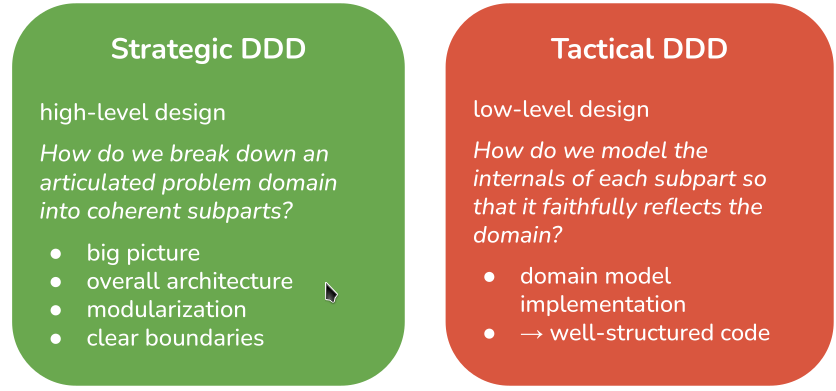 Strategic DDD
high-level design
How do we break down an
articulated problem domain
into coherent subparts?
● big picture
● overall architecture
● modularization
● clear boundaries
Tactical DDD
low-level design
How do we model the
internals of each subpart so
that it faithfully reflects the
domain?
● domain model
implementation
● → well-structured code